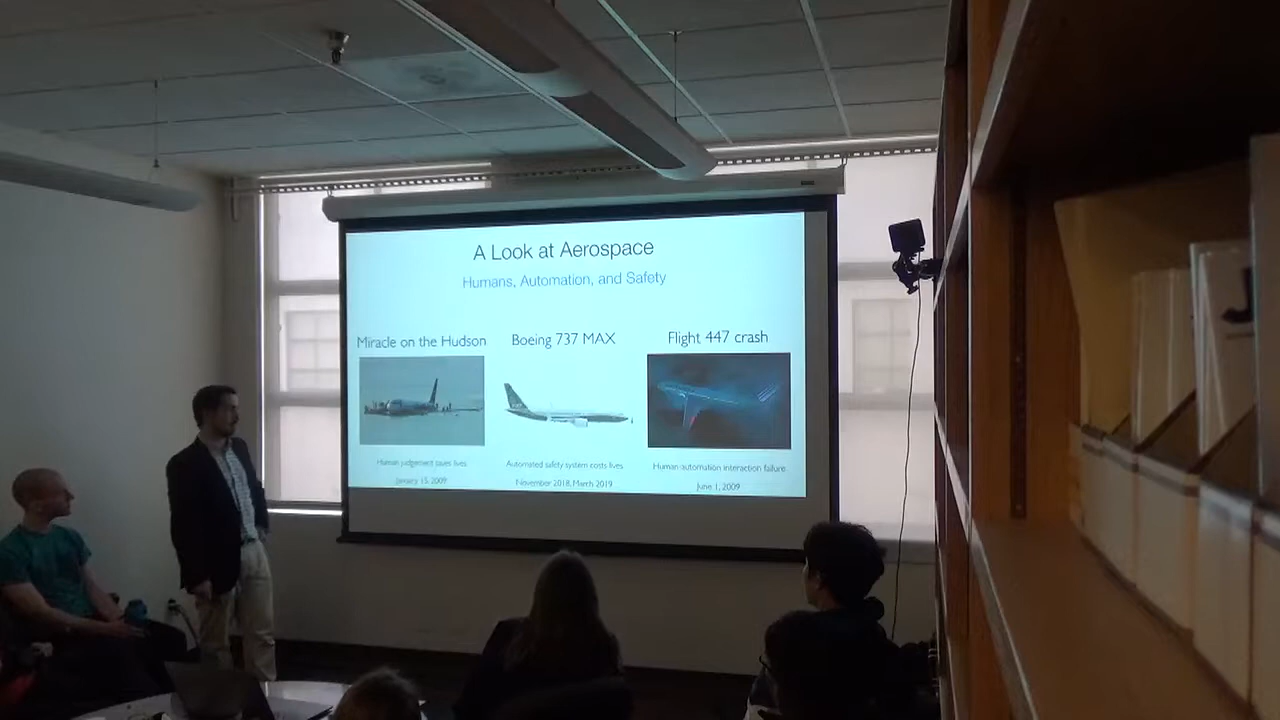 A Look at Aerospace
Humans, Automation, and Safety
Miracle on the Hudson
Boeing 737 MAX
Flight 447 crash
Human judgement saves lives
January 15, 2009
Automated safety system costs lives
November 2018, March 2019
Human-automation interaction failure
June 1, 2009